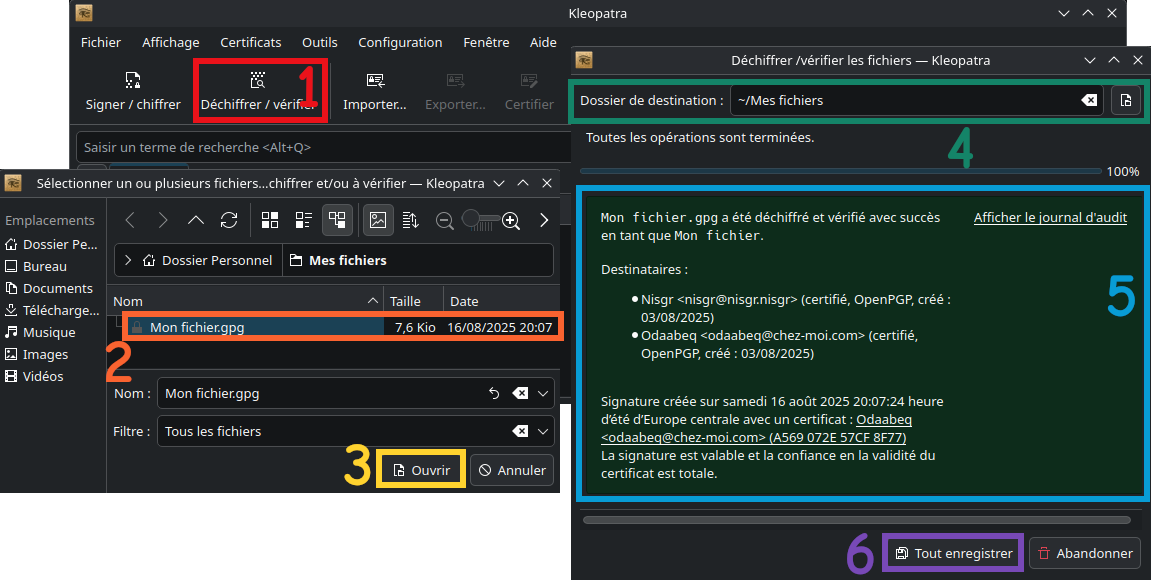 Kleopatra
Fichier Affichage Certificats Outils Configuration Fenêtre Aide
Signer / chiffrer Déchiffrer / vérifier Importer... Exporter... Certifier
1
Saisir un terme de recherche <Alt+Q>
Sélectionner un ou plusieurs fichiers...chiffrer et/ou à vérifier — Kleopatra
Emplacements
Dossier Pe...
Bureau
Documents
Télécharge...
Musique
Images
Vidéos
Dossier Personnel Mes fichiers
Nom Taille Date
Mon fichier.gpg 7,6 Kio 16/08/2025 20:07
2
Nom : Mon fichier.gpg
Filtre : Tous les fichiers
3
Ouvrir Annuler
Déchiffrer /vérifier les fichiers — Kleopatra
Dossier de destination : ~/Mes fichiers
4
Toutes les opérations sont terminées.
100%
Mon fichier.gpg a été déchiffré et vérifié avec succès
en tant que Mon fichier.
Afficher le journal d'audit
Destinataires :
• Nisgr <nisgr@nisgr.nisgr> (certifié, OpenPGP, créé :
03/08/2025)
• Odaabeq <odaabeq@chez-moi.com> (certifié,
OpenPGP, créé : 03/08/2025)
5
Signature créée sur samedi 16 août 2025 20:07:24 heure
d'été d'Europe centrale avec un certificat : Odaabeq
<odaabeq@chez-moi.com> (A569 072E 57CF 8F77)
La signature est valable et la confiance en la validité du
certificat est totale.
6
Tout enregistrer Abandonner